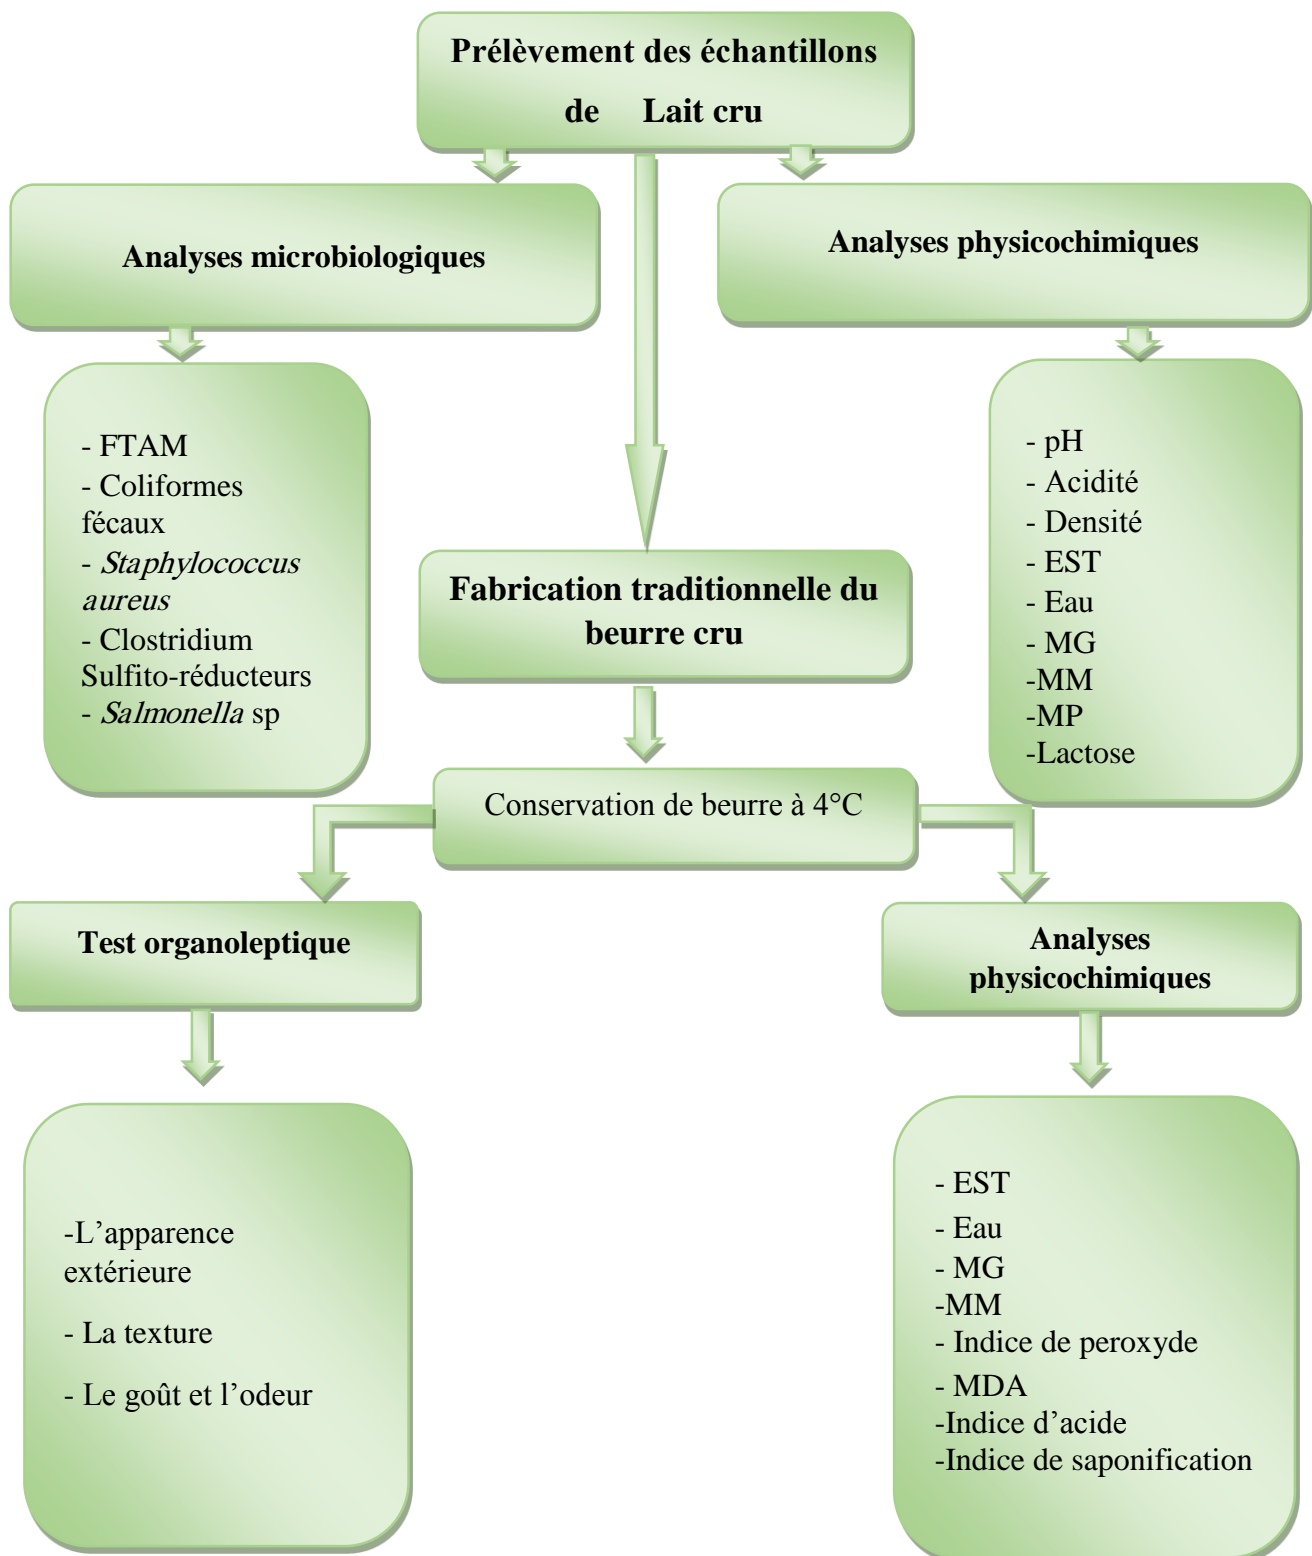 Prélèvement des échantillons
de Lait cru
Analyses microbiologiques
Analyses physicochimiques
- FTAM
- Coliformes
fécaux
- Staphylococcus
aureus
- Clostridium
Sulfito-réducteurs
- Salmonella sp
- pH
- Acidité
- Densité
- EST
- Eau
- MG
-MM
- MP
-Lactose
Fabrication traditionnelle du
beurre cru
Conservation de beurre à 4°C
Test organoleptique
Analyses
physicochimiques
-L’apparence
extérieure
- La texture
- Le goût et l’odeur
- EST
- Eau
- MG
-MM
- Indice de peroxyde
- MDA
-Indice d’acide
-Indice de saponification